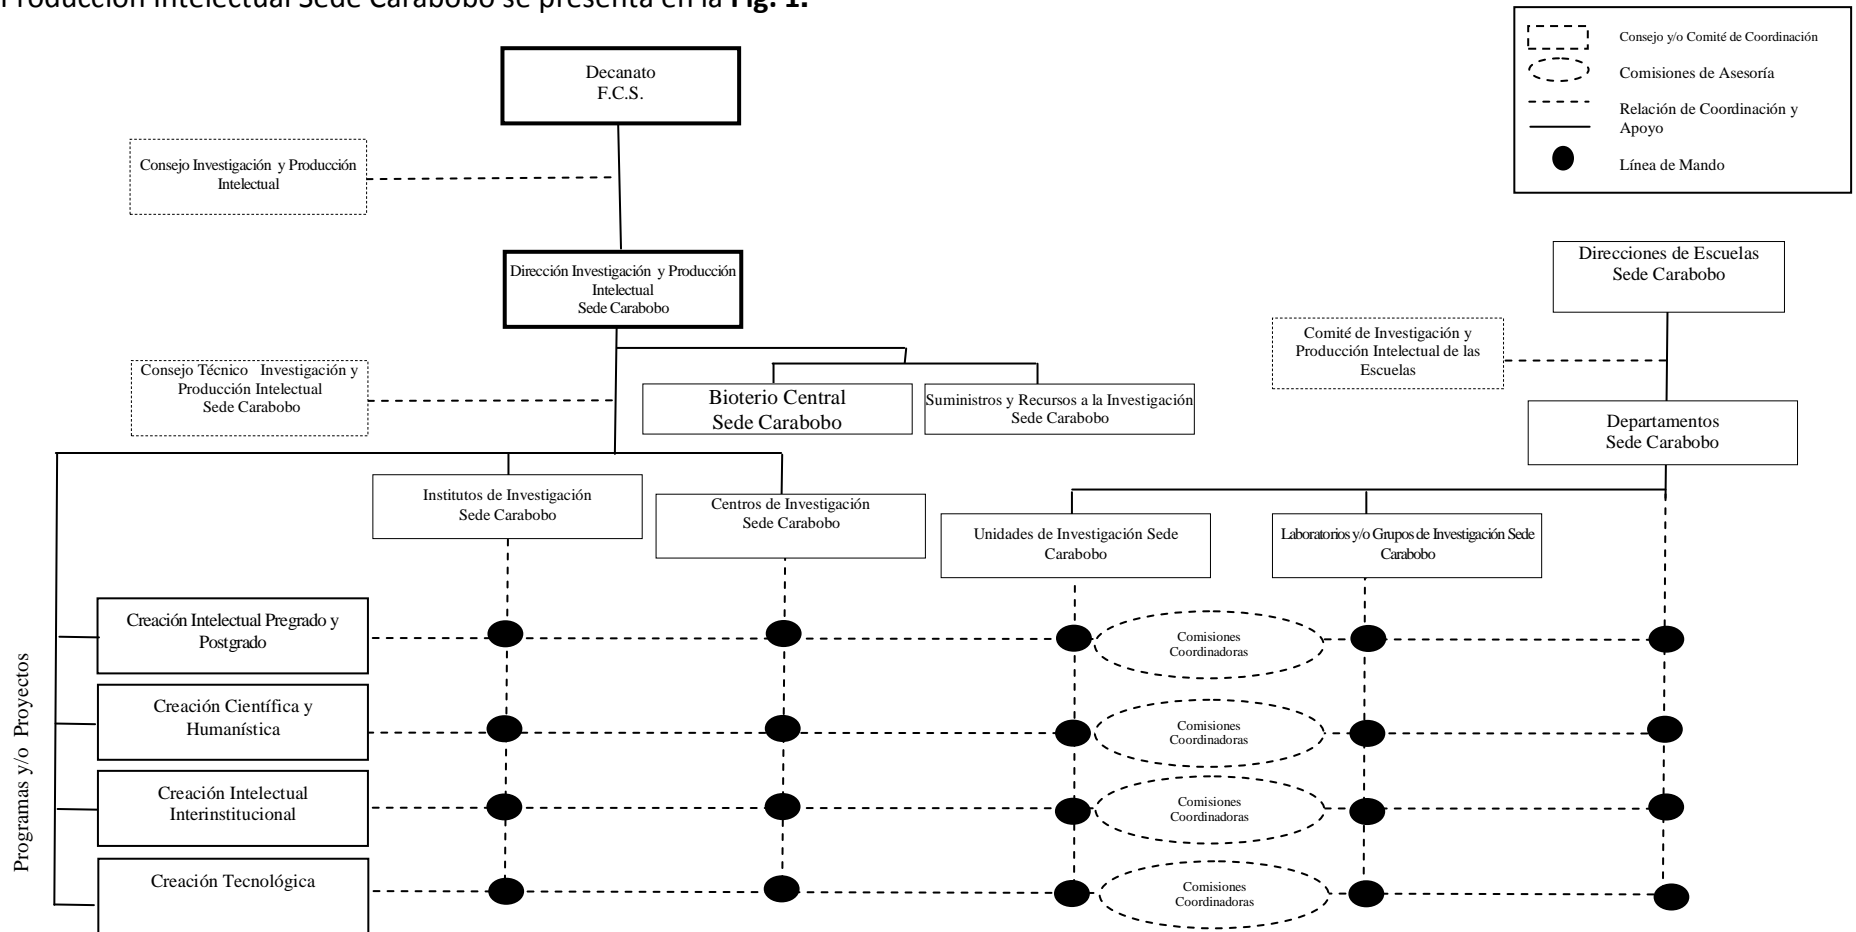 Producción Intelectual Sede Carabobo se presenta en la Fig. 1.
Consejo y/o Comité de Coordinación
Comisiones de Asesoría
Relación de Coordinación y
Apoyo
Línea de Mando
Decanato
F.C.S.
Consejo Investigación y Producción
Intelectual
Dirección Investigación y Producción
Intelectual
Sede Carabobo
Direcciones de Escuelas
Sede Carabobo
Comité de Investigación y
Producción Intelectual de las
Escuelas
Consejo Técnico Investigación y
Producción Intelectual
Sede Carabobo
Bioterio Central
Sede Carabobo
Suministros y Recursos a la Investigación
Sede Carabobo
Departamentos
Sede Carabobo
Institutos de Investigación
Sede Carabobo
Centros de Investigación
Sede Carabobo
Unidades de Investigación Sede
Carabobo
Laboratorios y/o Grupos de Investigación Sede
Carabobo
Programas y/o Proyectos
Creación Intelectual Pregrado y
Postgrado
Comisiones
Coordinadoras
Creación Científica y
Humanística
Comisiones
Coordinadoras
Creación Intelectual
Interinstitucional
Comisiones
Coordinadoras
Creación Tecnológica
Comisiones
Coordinadoras